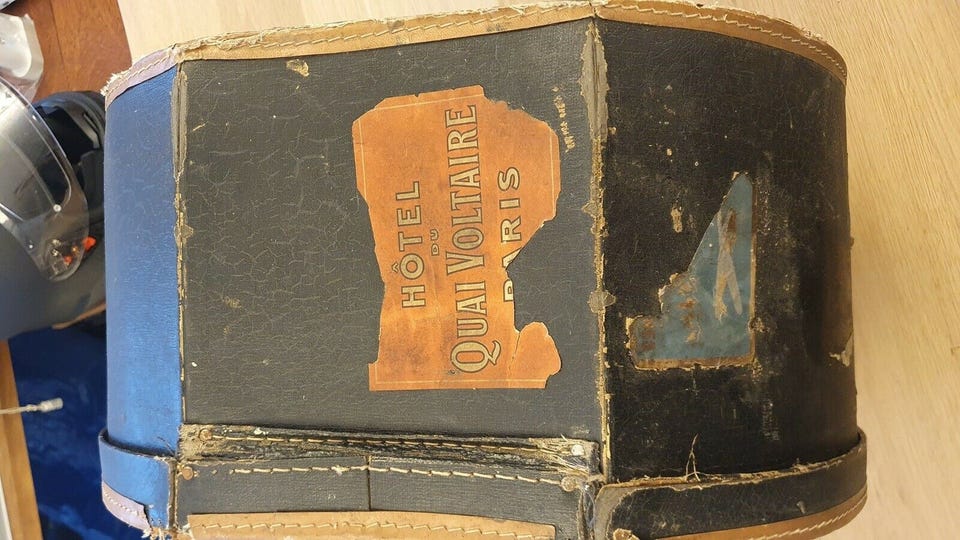 HÔTEL
DU
QUAI VOLTAIRE
PARIS